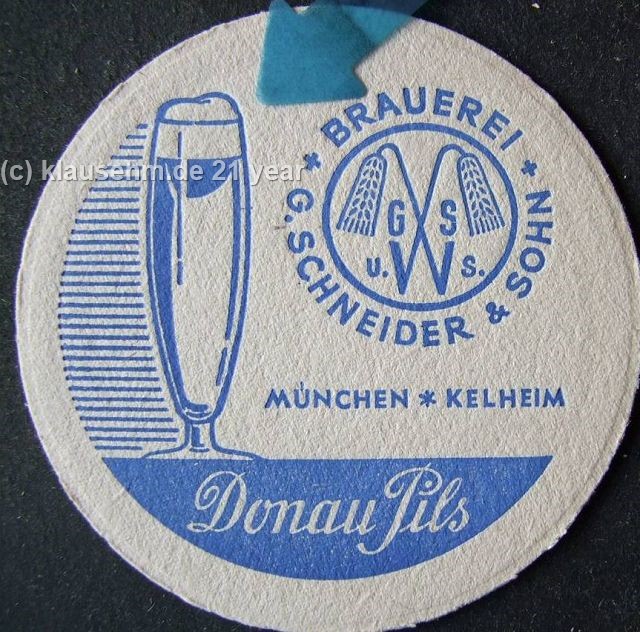 BRAUEREI
* G. SCHNEIDER & SOHN *
G S
W
u. s.
(c) klausehm.de 21 year
MÜNCHEN * KELHEIM
Donau Pils